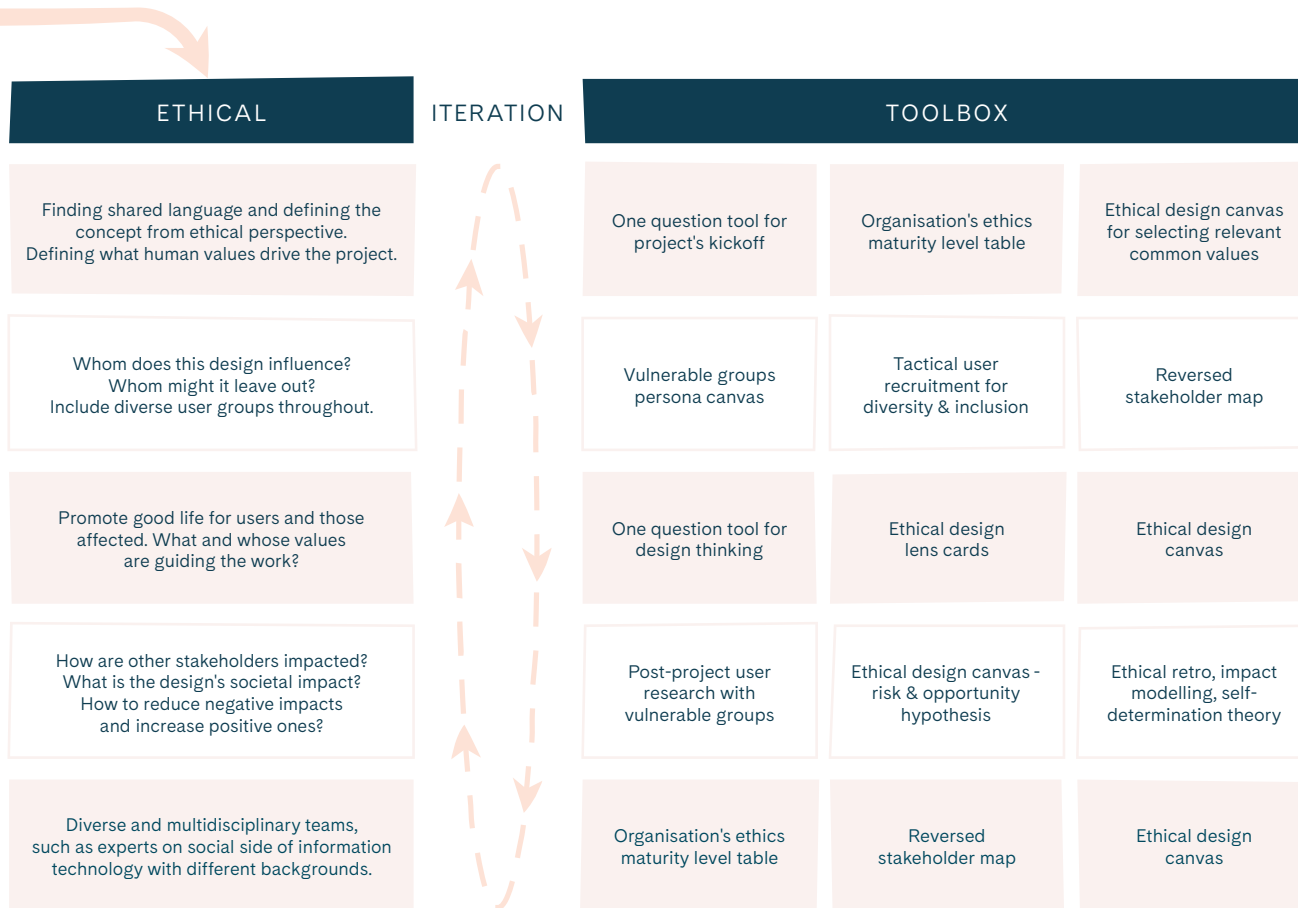 ETHICAL
ITERATION
TOOLBOX
Finding shared language and defining the
concept from ethical perspective.
Defining what human values drive the project.
One question tool for
project's kickoff
Organisation's ethics
maturity level table
Ethical design canvas
for selecting relevant
common values
Whom does this design influence?
Whom might it leave out?
Include diverse user groups throughout.
Vulnerable groups
persona canvas
Tactical user
recruitment for
diversity & inclusion
Reversed
stakeholder map
Promote good life for users and those
affected. What and whose values
are guiding the work?
One question tool for
design thinking
Ethical design
lens cards
Ethical design
canvas
How are other stakeholders impacted?
What is the design's societal impact?
How to reduce negative impacts
and increase positive ones?
Post-project user
research with
vulnerable groups
Ethical design canvas -
risk & opportunity
hypothesis
Ethical retro, impact
modelling, self-
determination theory
Diverse and multidisciplinary teams,
such as experts on social side of information
technology with different backgrounds.
Organisation's ethics
maturity level table
Reversed
stakeholder map
Ethical design
canvas